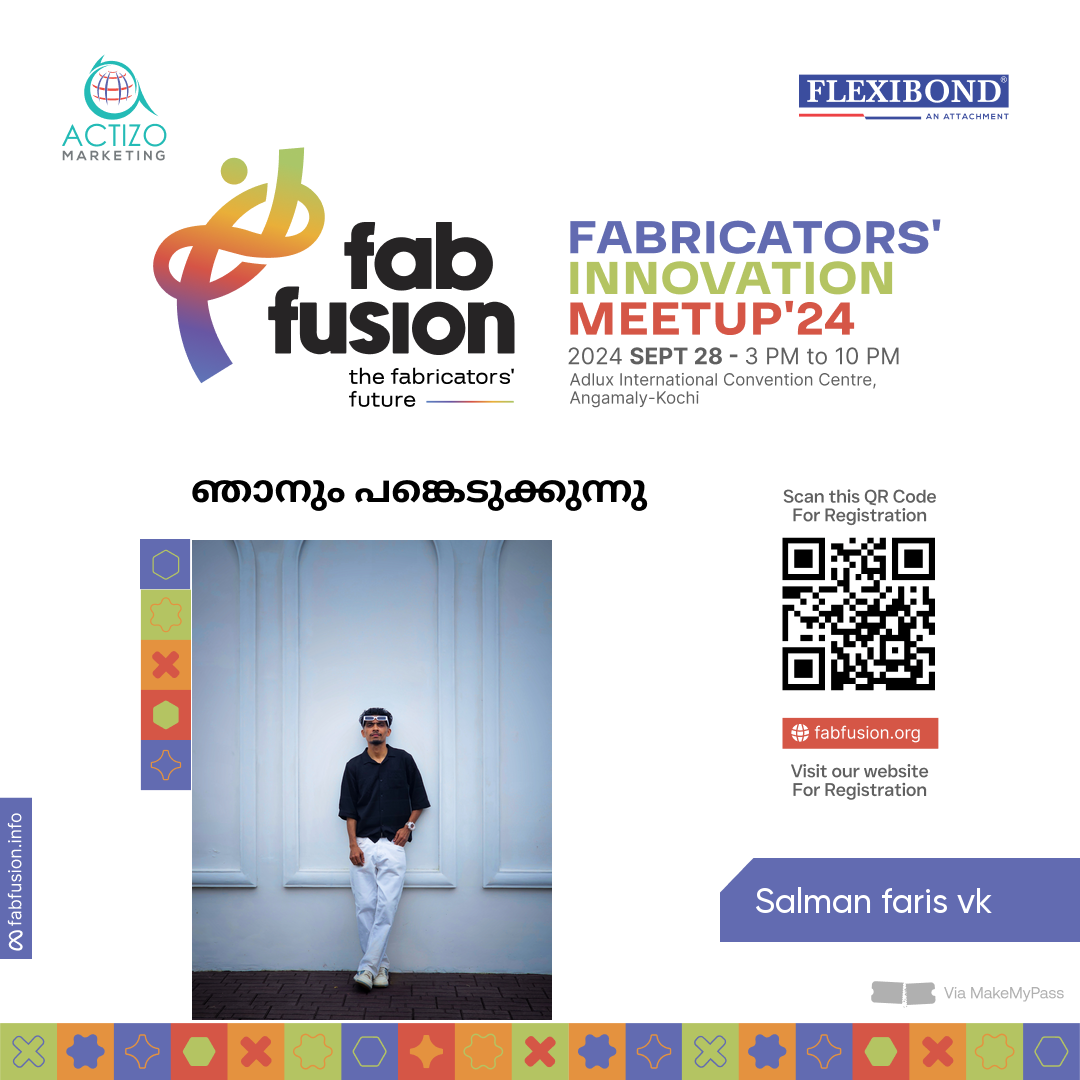 ACTIZO
MARKETING
FLEXIBOND®
AN ATTACHMENT
fab
fusion
the fabricators'
future
FABRICATORS'
INNOVATION
MEETUP'24
2024 SEPT 28 - 3 PM to 10 PM
Adlux International Convention Centre,
Angamaly-Kochi
ഞാനും പങ്കെടുക്കുന്നു
Scan this QR Code
For Registration
fabfusion.org
Visit our website
For Registration
fabfusion.info
Salman faris vk
Via MakeMyPass